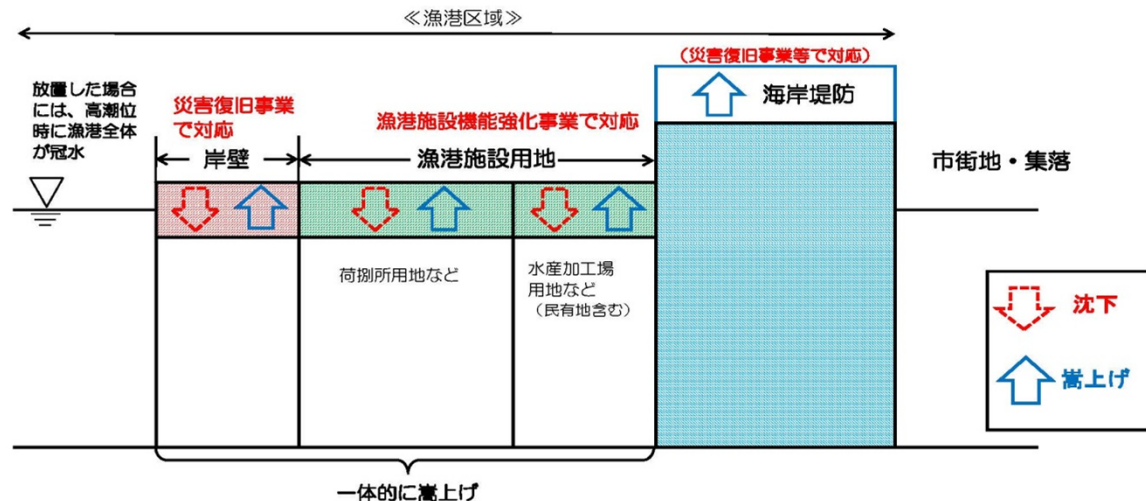 ≪漁港区域≫
(災害復旧事業等で対応)
海岸堤防
放置した場合
には、高潮位
時に漁港全体
が冠水
災害復旧事業
で対応
漁港施設機能強化事業で対応
岸壁
漁港施設用地
市街地・集落
荷捌所用地など
水産加工場
用地など
(民有地含む)
沈下
嵩上げ
一体的に嵩上げ